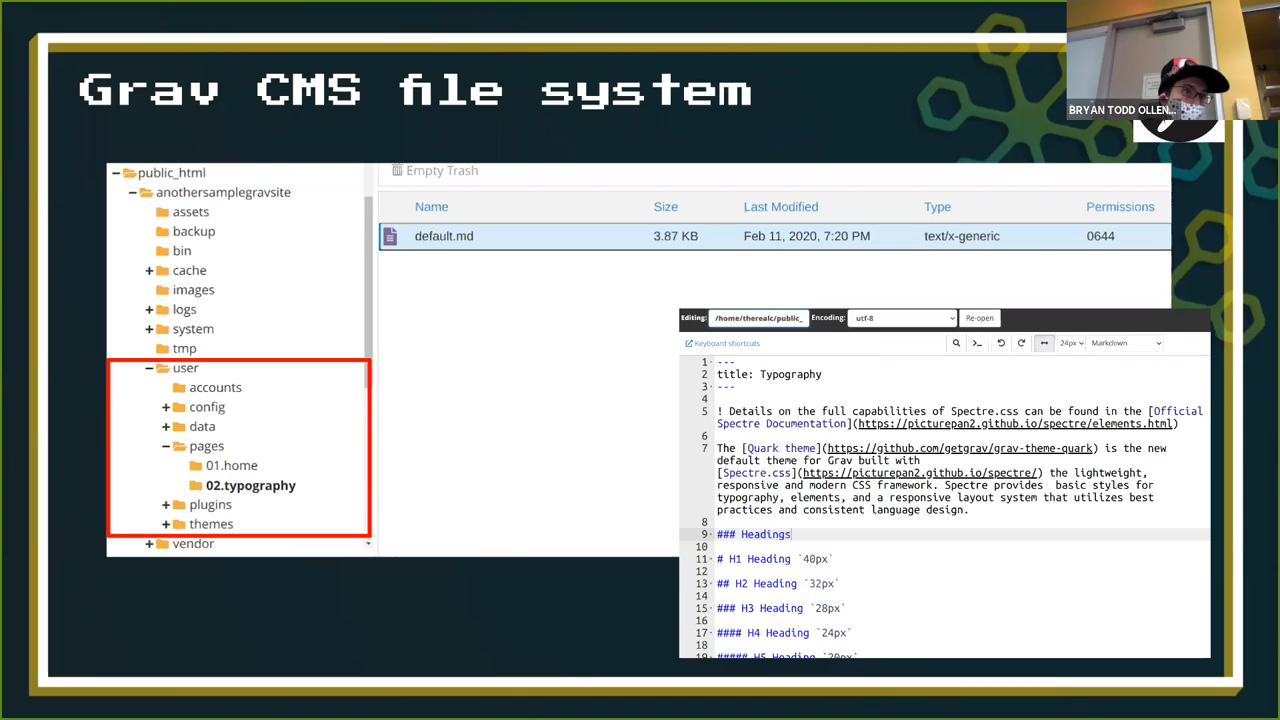 Grav CMS file system
BRYAN TODD OLLEN...
public_html
anothersamplegravsite
assets
backup
bin
cache
images
logs
system
tmp
user
accounts
config
data
pages
01.home
02.typography
plugins
themes
vendor
Empty Trash
Name Size Last Modified Type Permissions
default.md 3.87 KB Feb 11, 2020, 7:20 PM text/x-generic 0644
Editing: /home/therealc/public_ Encoding: utf-8 Re-open
Keyboard shortcuts 24px Markdown
1 ---
2 title: Typography
3 ---
4
5 ! Details on the full capabilities of Spectre.css can be found in the [Official
Spectre Documentation](https://picturepan2.github.io/spectre/elements.html)
6
7 The [Quark theme](https://github.com/getgrav/grav-theme-quark) is the new
default theme for Grav built with
[Spectre.css](https://picturepan2.github.io/spectre/) the lightweight,
responsive and modern CSS framework. Spectre provides  basic styles for
typography, elements, and a responsive layout system that utilizes best
practices and consistent language design.
8
9 ### Headings
10
11 # H1 Heading `40px`
12
13 ## H2 Heading `32px`
14
15 ### H3 Heading `28px`
16
17 #### H4 Heading `24px`
18
19 ##### H5 Heading `20px`